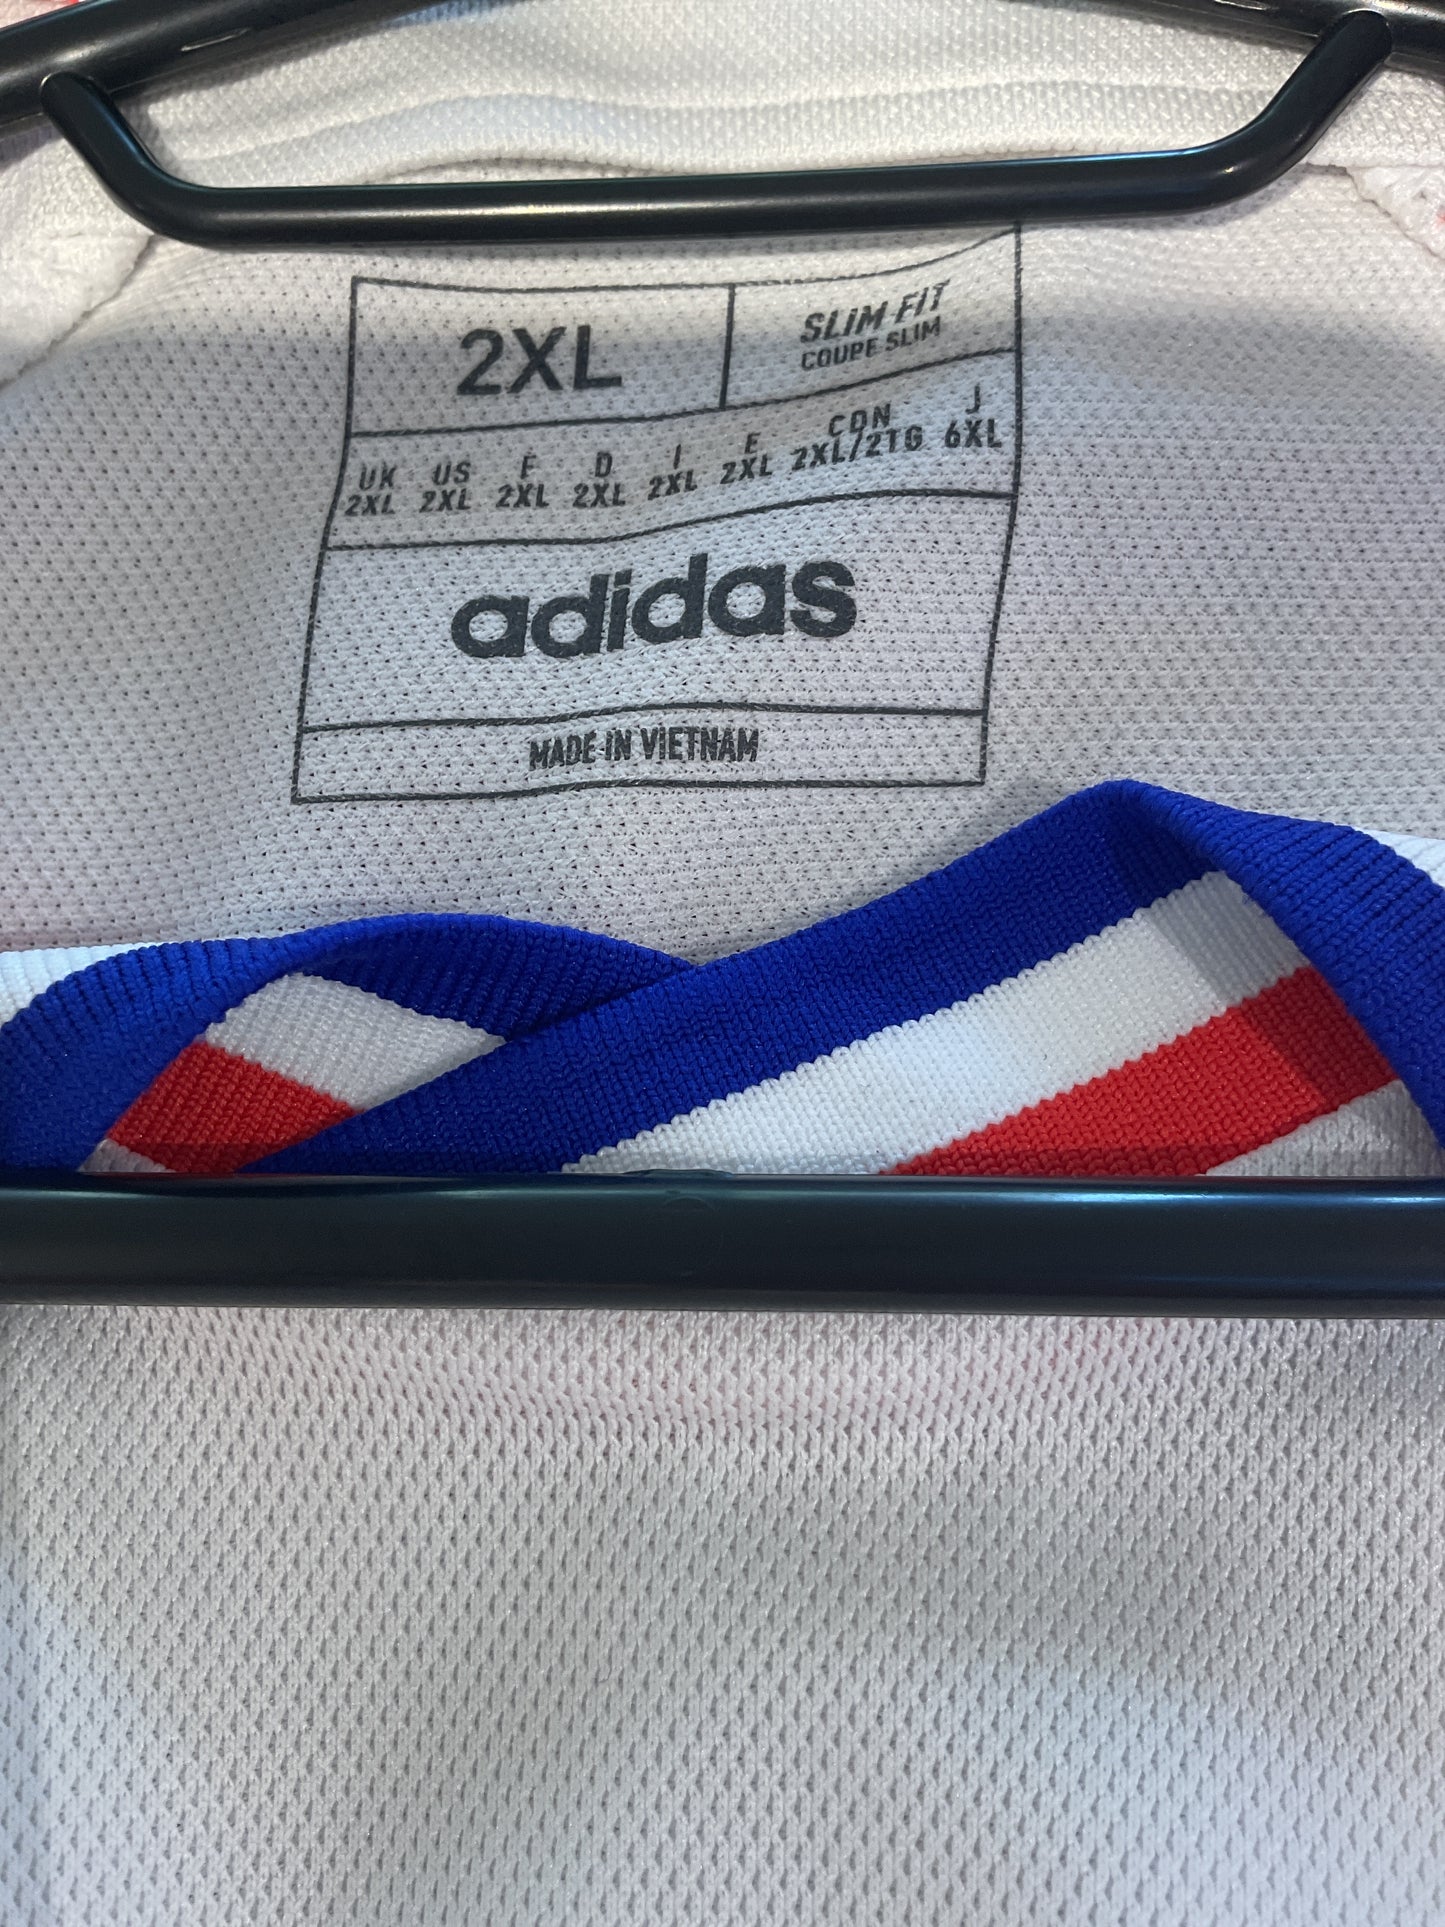 2XL
SLIM FIT
COUPE SLIM
UK US F D I E CDN J
2XL 2XL 2XL 2XL 2XL 2XL 2XL/2TG 6XL
adidas
MADE IN VIETNAM